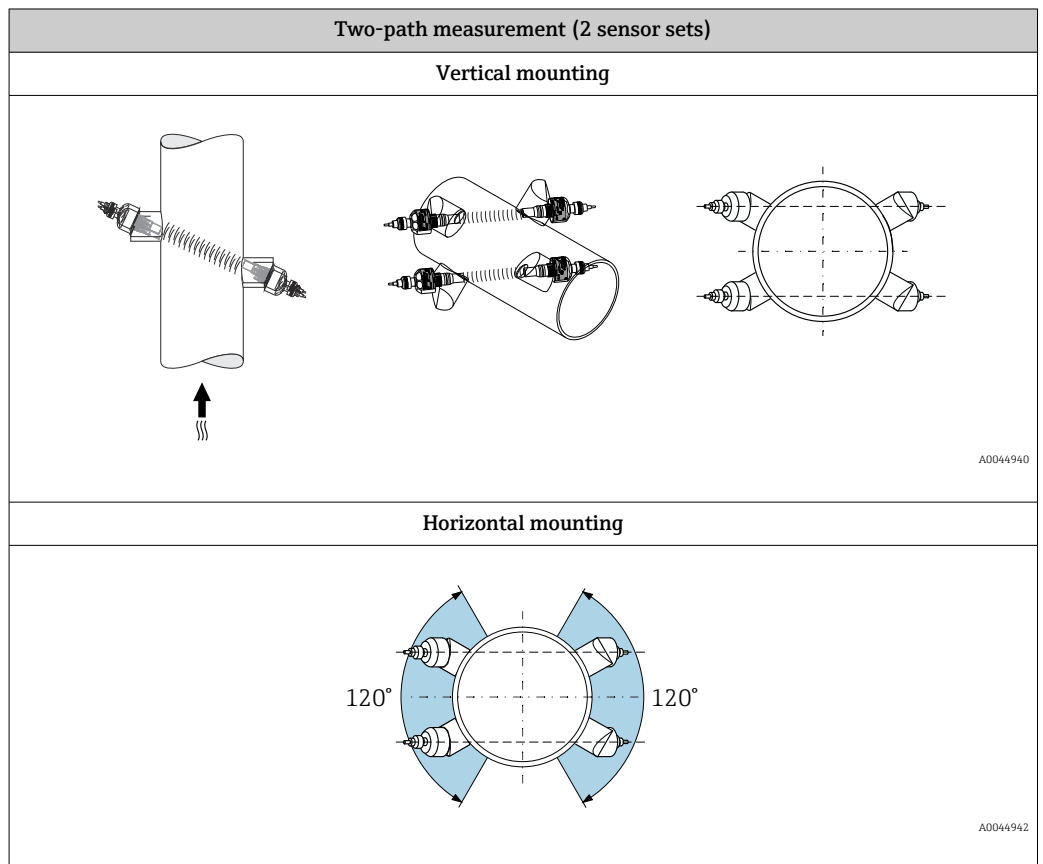 Two-path measurement (2 sensor sets)
Vertical mounting
A0044940
Horizontal mounting
120° 120°
A0044942